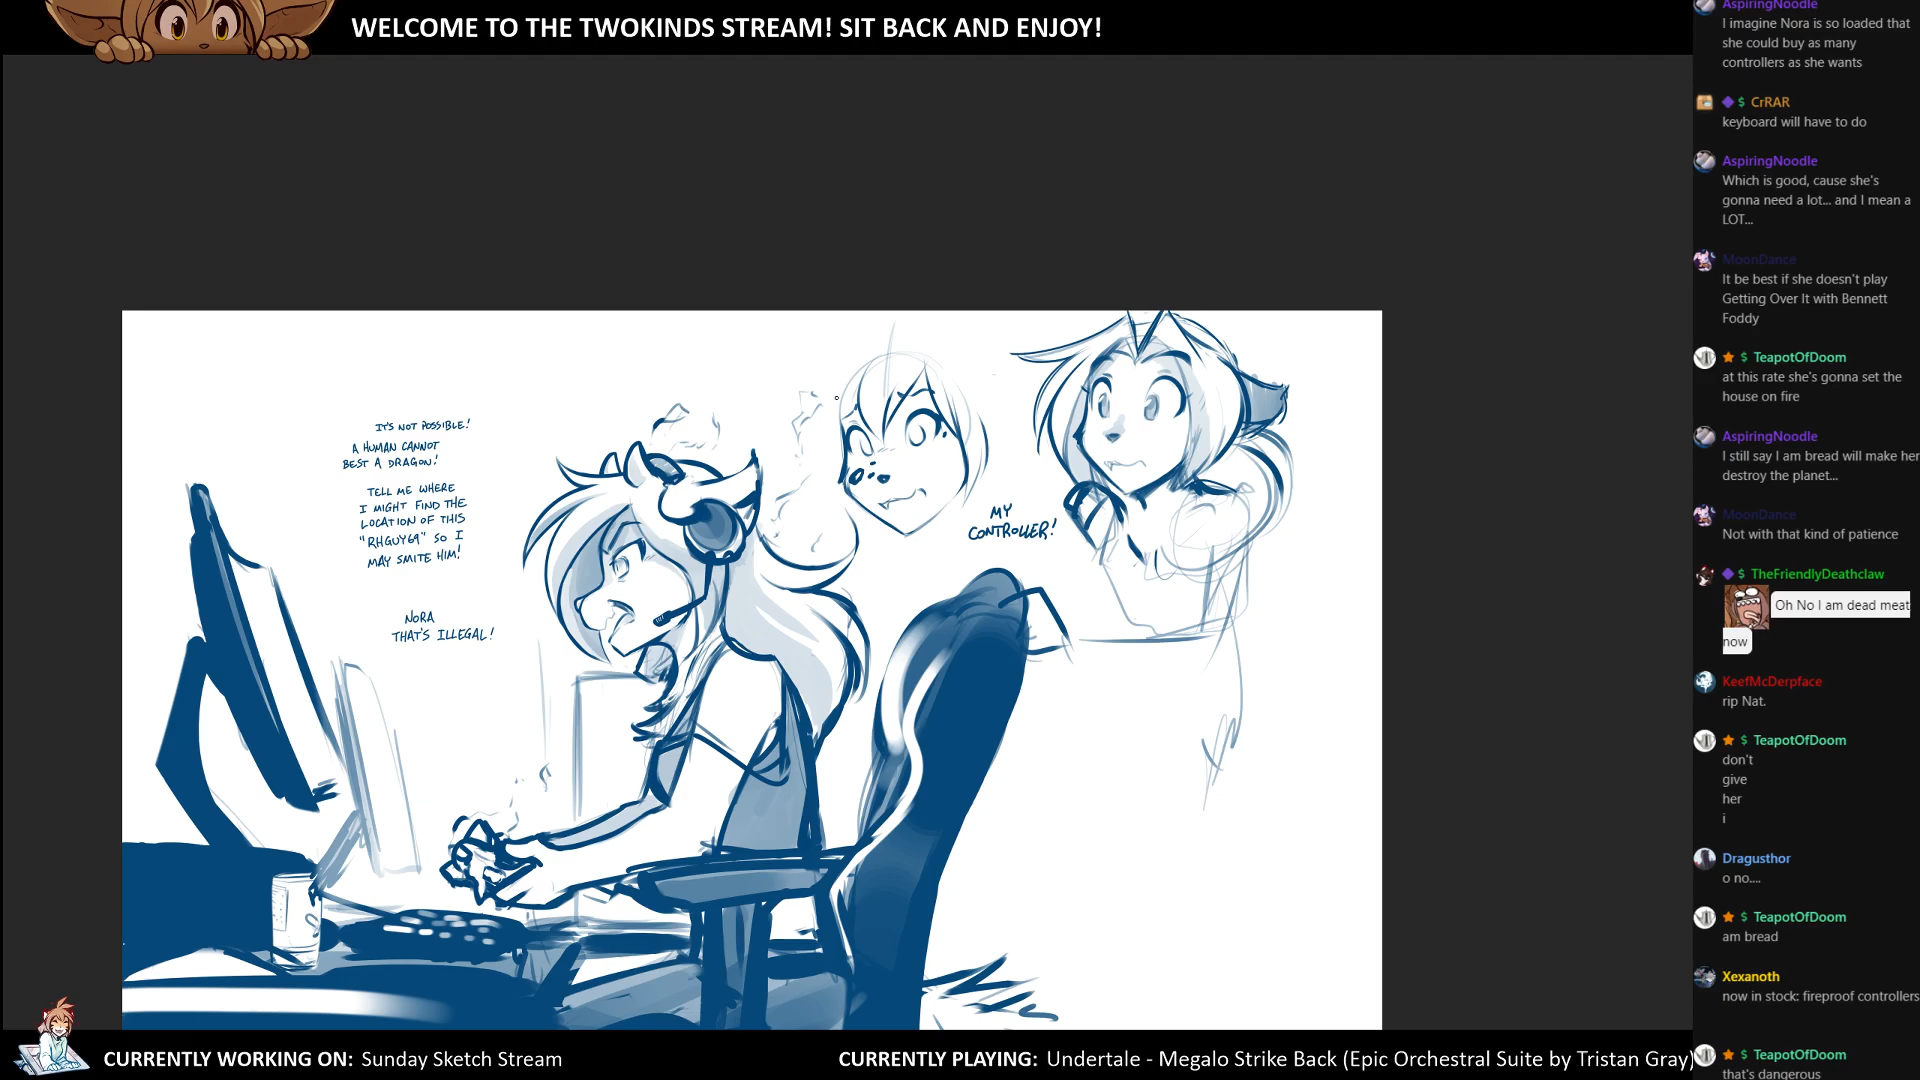 WELCOME TO THE TWOKINDS STREAM! SIT BACK AND ENJOY!
IT'S NOT POSSIBLE!
A HUMAN CANNOT
BEST A DRAGON!
TELL ME WHERE
I MIGHT FIND THE
LOCATION OF THIS
"RHGUY69" SO I
MAY SMITE HIM!
NORA
THAT'S ILLEGAL!
MY
CONTROLLER!
AspiringNoodle
I imagine Nora is so loaded that
she could buy as many
controllers as she wants
$ CrRAR
keyboard will have to do
AspiringNoodle
Which is good, cause she's
gonna need a lot... and I mean a
LOT...
MoonDance
It be best if she doesn't play
Getting Over It with Bennett
Foddy
$ TeapotOfDoom
at this rate she's gonna set the
house on fire
AspiringNoodle
I still say I am bread will make her
destroy the planet...
MoonDance
Not with that kind of patience
$ TheFriendlyDeathclaw
Oh No I am dead meat
now
KeefMcDerpface
rip Nat.
$ TeapotOfDoom
don't
give
her
i
Dragusthor
o no....
$ TeapotOfDoom
am bread
Xexanoth
now in stock: fireproof controllers
$ TeapotOfDoom
that's dangerous
CURRENTLY WORKING ON: Sunday Sketch Stream
CURRENTLY PLAYING: Undertale - Megalo Strike Back (Epic Orchestral Suite by Tristan Gray)